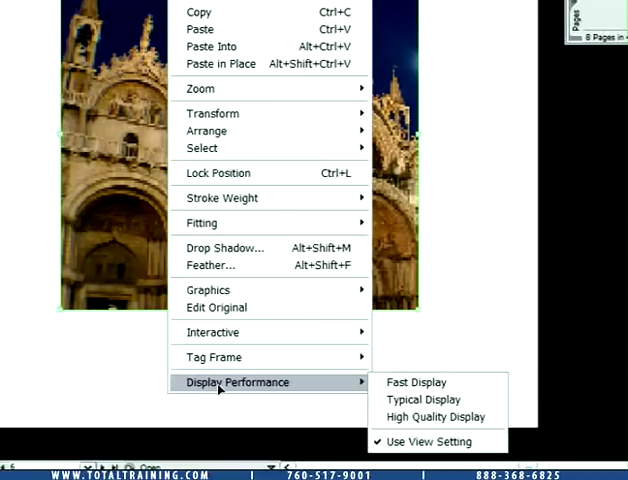 Copy Ctrl+C
Paste Ctrl+V
Paste Into Alt+Ctrl+V
Paste in Place Alt+Shift+Ctrl+V
Zoom
Transform
Arrange
Select
Lock Position Ctrl+L
Stroke Weight
Fitting
Drop Shadow... Alt+Shift+M
Feather... Alt+Shift+F
Graphics
Edit Original
Interactive
Tag Frame
Display Performance
Fast Display
Typical Display
High Quality Display
Use View Setting
Pages
8 Pages in
6
Open
WWW.TOTALTRAINING.COM | 760-517-9001 | 888-368-6825